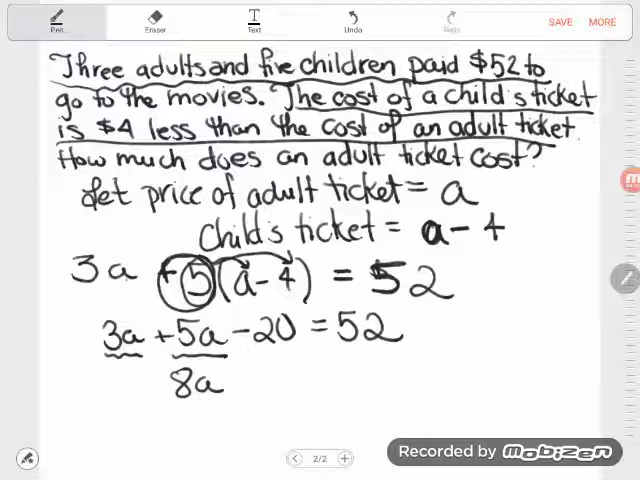 Pen
Eraser
Text
Undo
Redo
SAVE
MORE
Three adults and five children paid $52 to
go to the movies. The cost of a child's ticket
is $4 less than the cost of an adult ticket.
How much does an adult ticket cost?
Let price of adult ticket = a
Child's ticket = a - 4
3a + 5(a - 4) = 52
3a + 5a - 20 = 52
8a
2/2
Recorded by mobizen